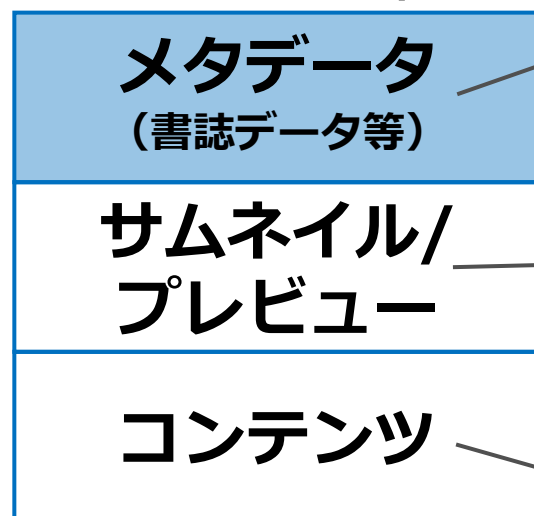 メタデータ
（書誌データ等）
サムネイル/
プレビュー
コンテンツ